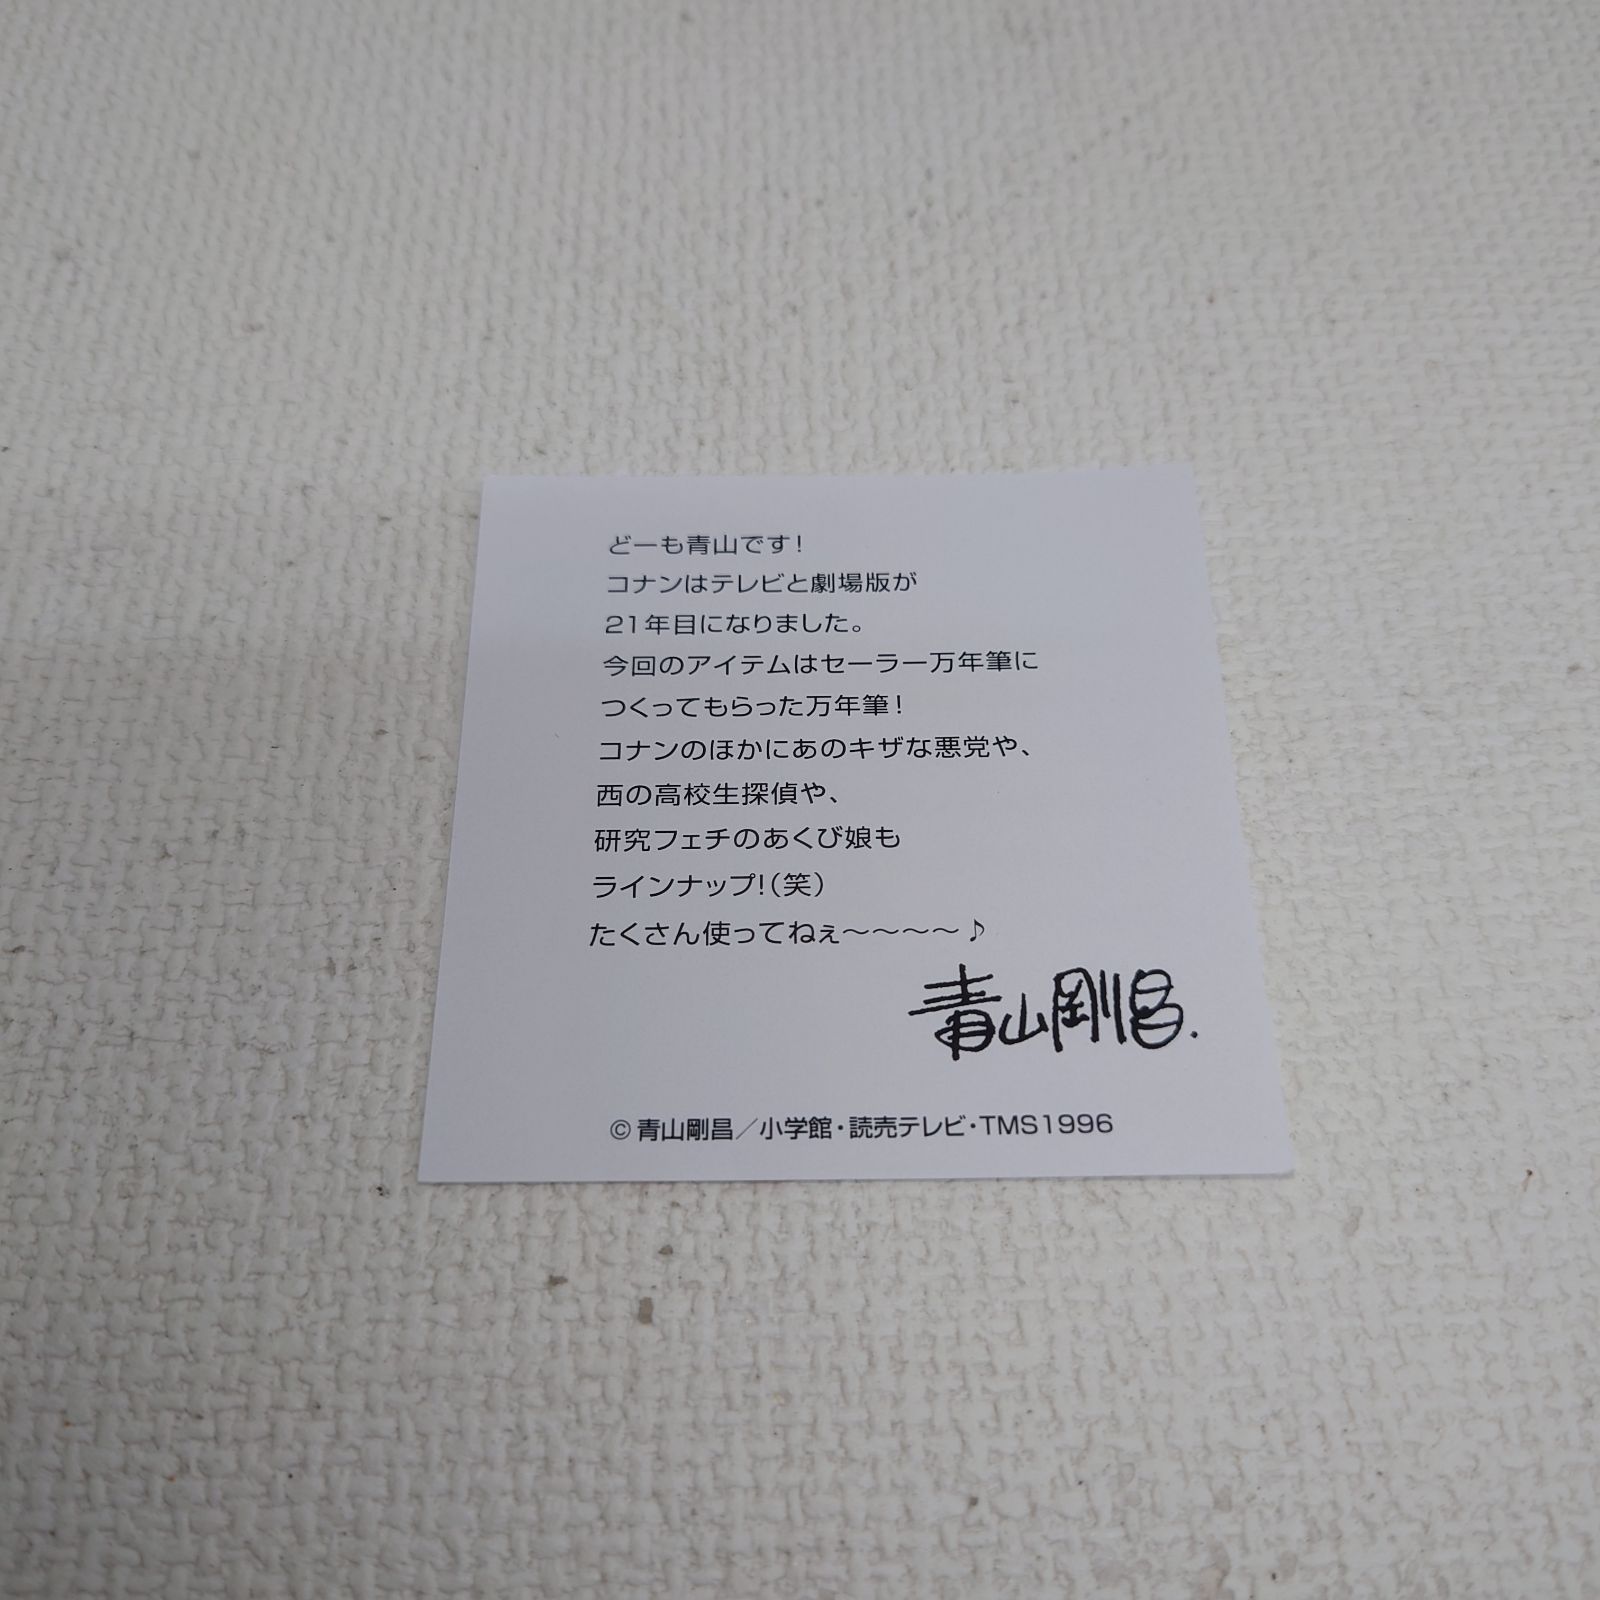 どーも青山です!
コナンはテレビと劇場版が
21年目になりました。
今回のアイテムはセーラー万年筆に
つくってもらった万年筆!
コナンのほかにあのキザな悪党や、
西の高校生探偵や、
研究フェチのあくび娘も
ラインナップ!(笑)
たくさん使ってねぇ〜〜〜〜♪
青山剛昌.
© 青山剛昌／小学館・読売テレビ・TMS1996